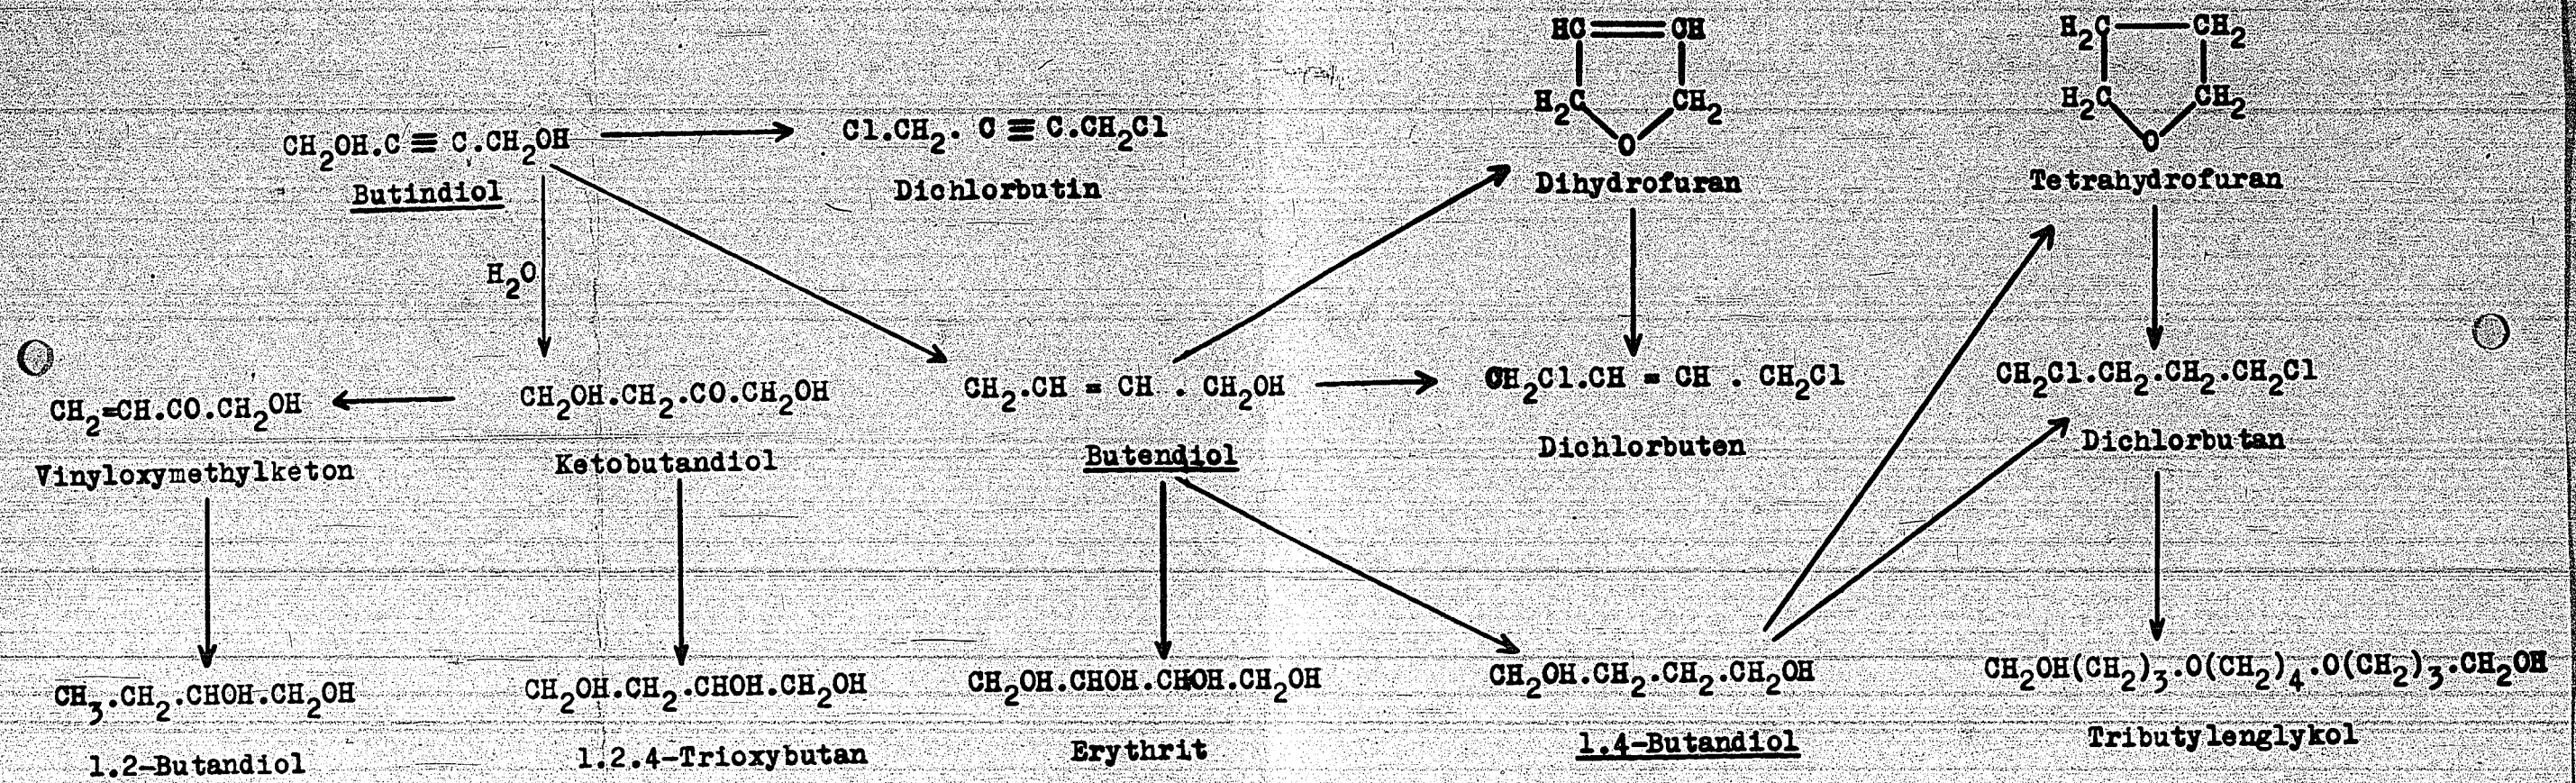 HC CH
H₂C CH₂
O
Dihydrofuran
H₂C CH₂
H₂C CH₂
O
Tetrahydrofuran
CH₂OH.C ≡ C.CH₂OH
Butindiol
Cl.CH₂. C ≡ C.CH₂Cl
Dichlorbutin
H₂O
CH₂=CH.CO.CH₂OH
Vinyloxymethylketon
CH₂OH.CH₂.CO.CH₂OH
Ketobutandiol
CH₂.CH = CH . CH₂OH
Butendiol
CH₂Cl.CH = CH . CH₂Cl
Dichlorbuten
CH₂Cl.CH₂.CH₂.CH₂Cl
Dichlorbutan
CH₃.CH₂.CHOH.CH₂OH
1.2-Butandiol
CH₂OH.CH₂.CHOH.CH₂OH
1.2.4-Trioxybutan
CH₂OH.CHOH.CHOH.CH₂OH
Erythrit
CH₂OH.CH₂.CH₂.CH₂OH
1.4-Butandiol
CH₂OH(CH₂)₃.O(CH₂)₄.O(CH₂)₃.CH₂OH
Tributylenglykol